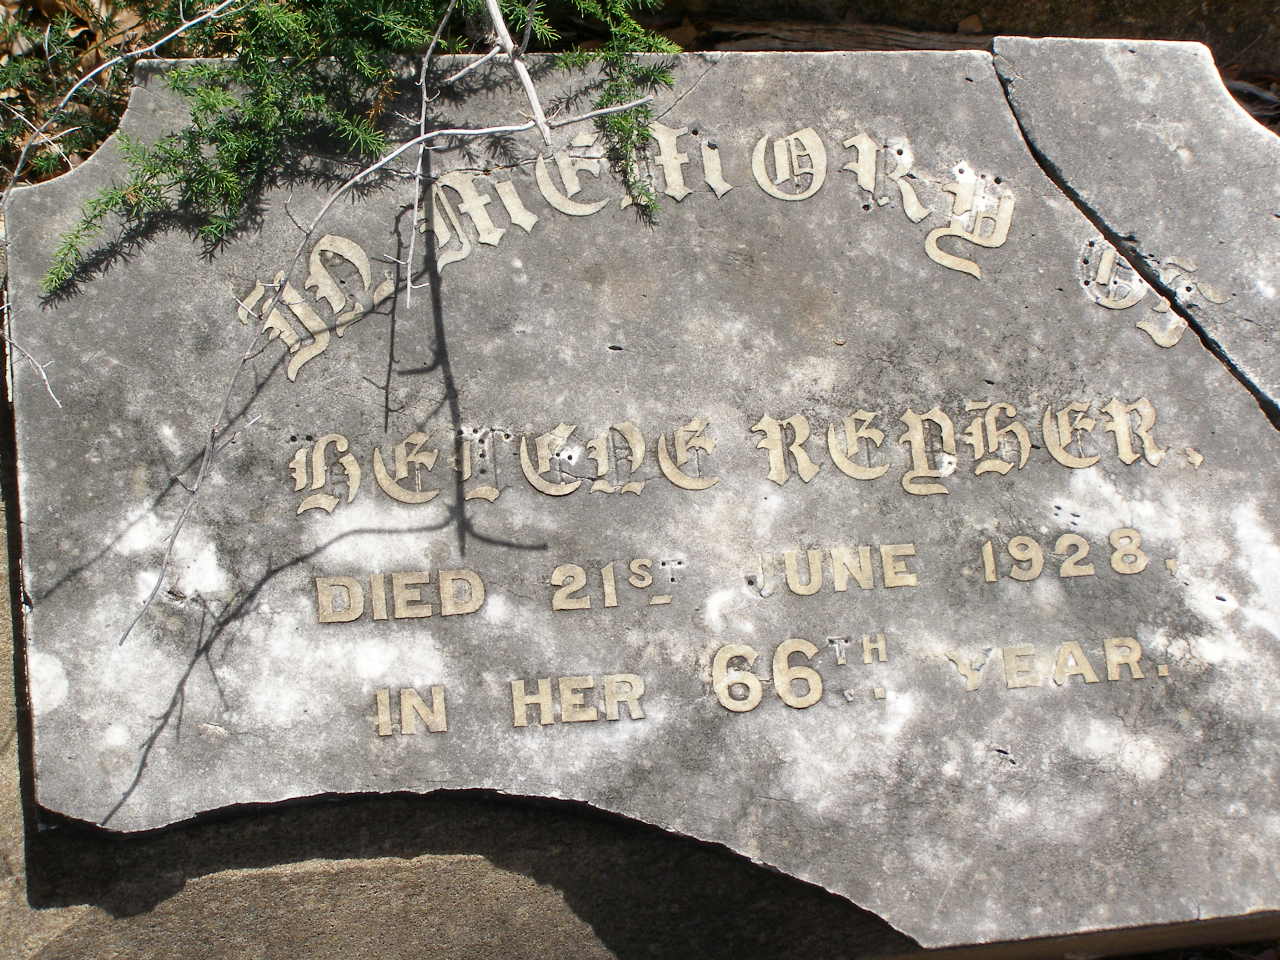 In Memory Of
Helene Reyher.
DIED 21ST JUNE 1928.
IN HER 66TH YEAR.